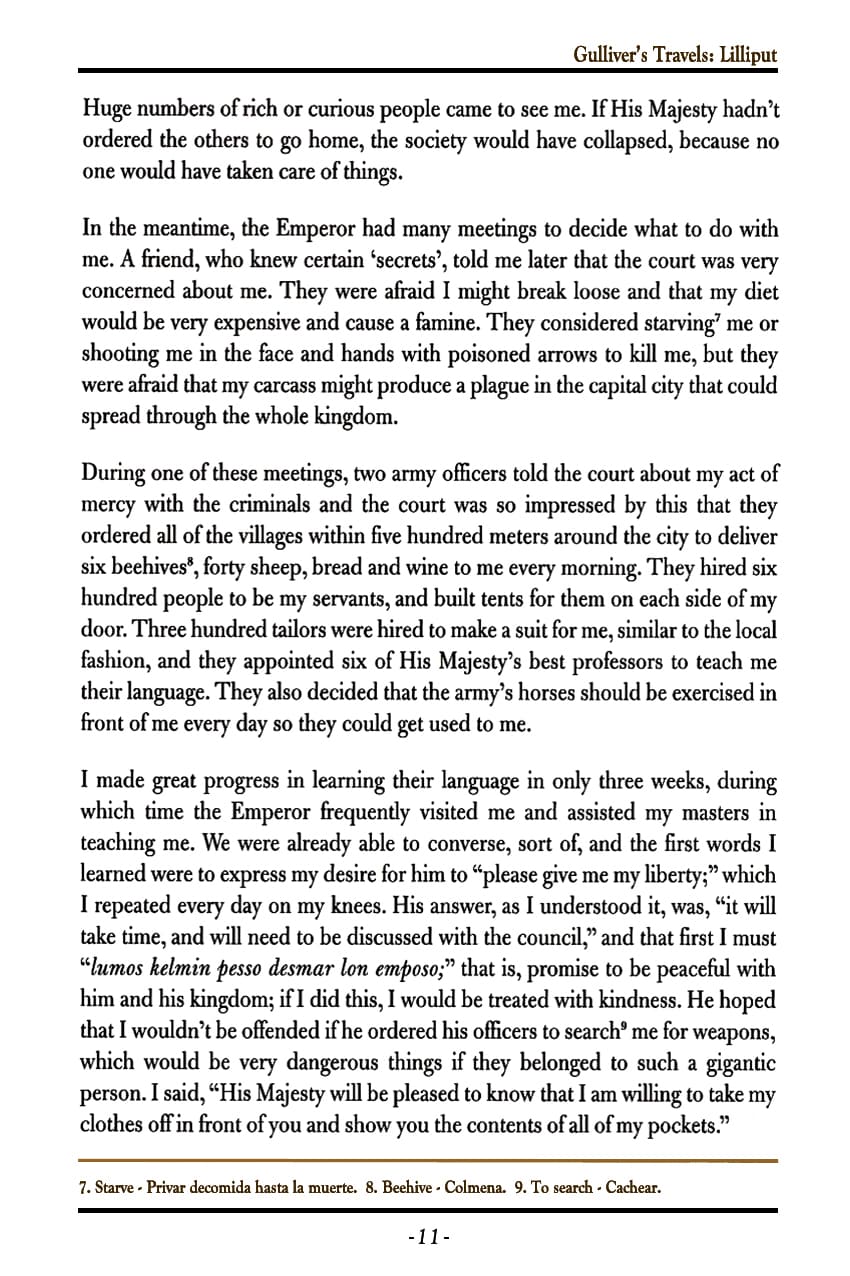 Gulliver's Travels: Lilliput
Huge numbers of rich or curious people came to see me. If His Majesty hadn't
ordered the others to go home, the society would have collapsed, because no
one would have taken care of things.
In the meantime, the Emperor had many meetings to decide what to do with
me. A friend, who knew certain ‘secrets’, told me later that the court was very
concerned about me. They were afraid I might break loose and that my diet
would be very expensive and cause a famine. They considered starving⁷ me or
shooting me in the face and hands with poisoned arrows to kill me, but they
were afraid that my carcass might produce a plague in the capital city that could
spread through the whole kingdom.
During one of these meetings, two army officers told the court about my act of
mercy with the criminals and the court was so impressed by this that they
ordered all of the villages within five hundred meters around the city to deliver
six beehives⁸, forty sheep, bread and wine to me every morning. They hired six
hundred people to be my servants, and built tents for them on each side of my
door. Three hundred tailors were hired to make a suit for me, similar to the local
fashion, and they appointed six of His Majesty's best professors to teach me
their language. They also decided that the army's horses should be exercised in
front of me every day so they could get used to me.
I made great progress in learning their language in only three weeks, during
which time the Emperor frequently visited me and assisted my masters in
teaching me. We were already able to converse, sort of, and the first words I
learned were to express my desire for him to “please give me my liberty;” which
I repeated every day on my knees. His answer, as I understood it, was, “it will
take time, and will need to be discussed with the council,” and that first I must
“lumos kelmin pesso desmar lon emposo;” that is, promise to be peaceful with
him and his kingdom; if I did this, I would be treated with kindness. He hoped
that I wouldn't be offended if he ordered his officers to search⁹ me for weapons,
which would be very dangerous things if they belonged to such a gigantic
person. I said, “His Majesty will be pleased to know that I am willing to take my
clothes off in front of you and show you the contents of all of my pockets.”
7. Starve - Privar decomida hasta la muerte. 8. Beehive - Colmena. 9. To search - Cachear.
-11-